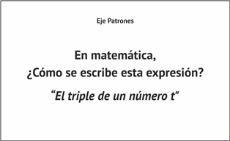 Eje Patrones
En matemática,
¿Cómo se escribe esta expresión?
“El triple de un número t"